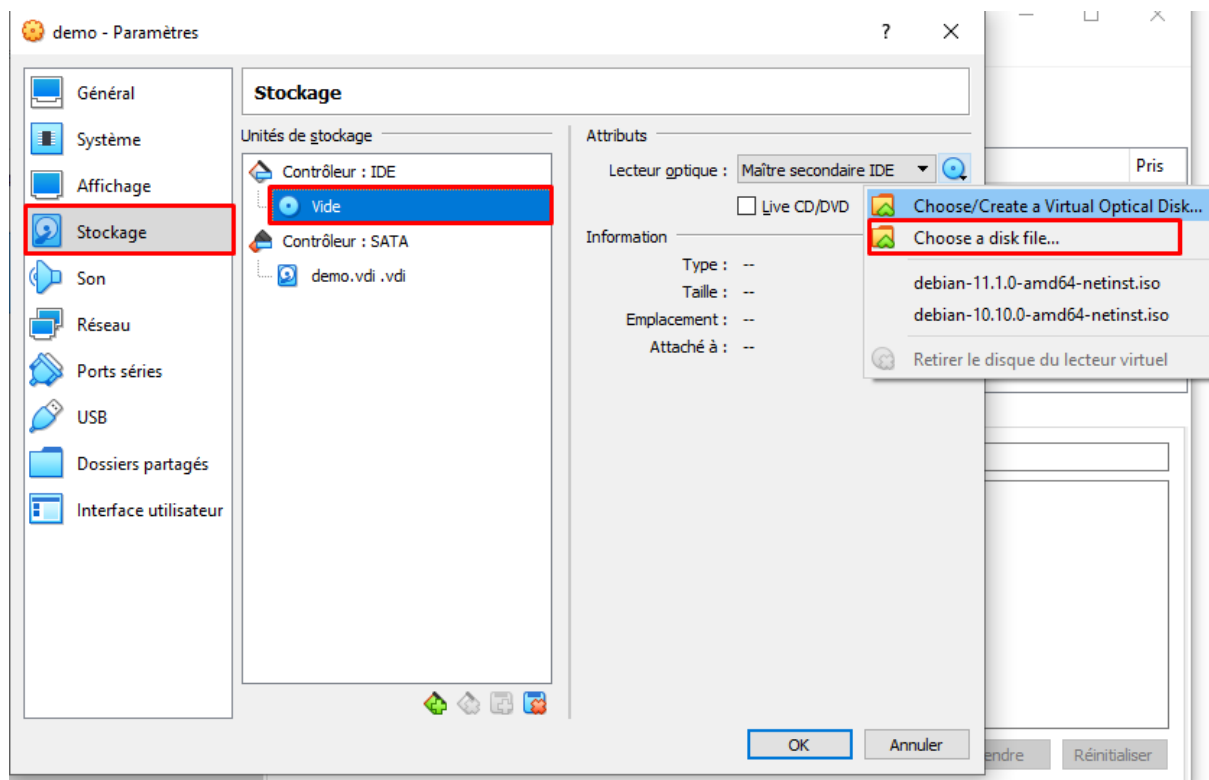 demo - Paramètres
?
Général
Système
Affichage
Stockage
Son
Réseau
Ports séries
USB
Dossiers partagés
Interface utilisateur
Stockage
Unités de stockage
Contrôleur : IDE
Vide
Contrôleur : SATA
demo.vdi .vdi
Attributs
Lecteur optique : Maître secondaire IDE
Live CD/DVD
Information
Type : --
Taille : --
Emplacement : --
Attaché à : --
Pris
Choose/Create a Virtual Optical Disk...
Choose a disk file...
debian-11.1.0-amd64-netinst.iso
debian-10.10.0-amd64-netinst.iso
Retirer le disque du lecteur virtuel
OK
Annuler
endre
Réinitialiser